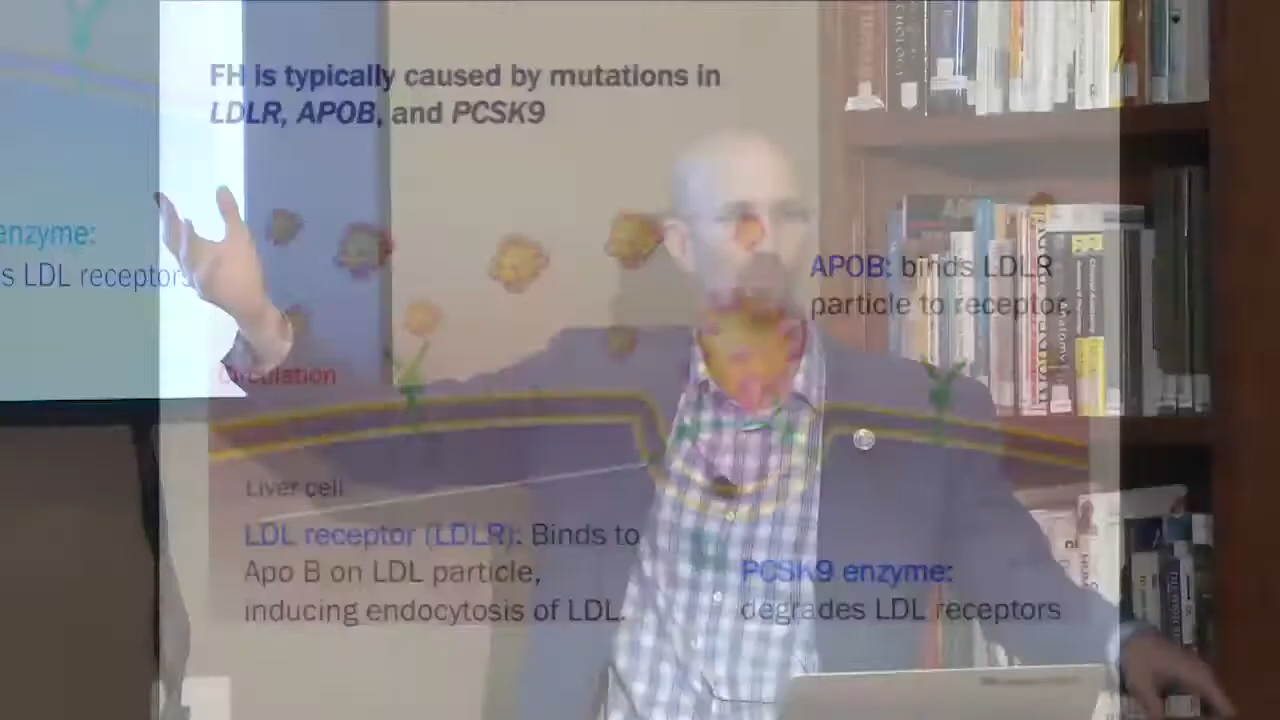 FH is typically caused by mutations in
LDLR, APOB, and PCSK9
enzyme:
s LDL receptors
APOB: binds LDLR
particle to receptor.
Circulation
Liver cell
LDL receptor (LDLR): Binds to
Apo B on LDL particle,
inducing endocytosis of LDL.
PCSK9 enzyme:
degrades LDL receptors
Anatomy